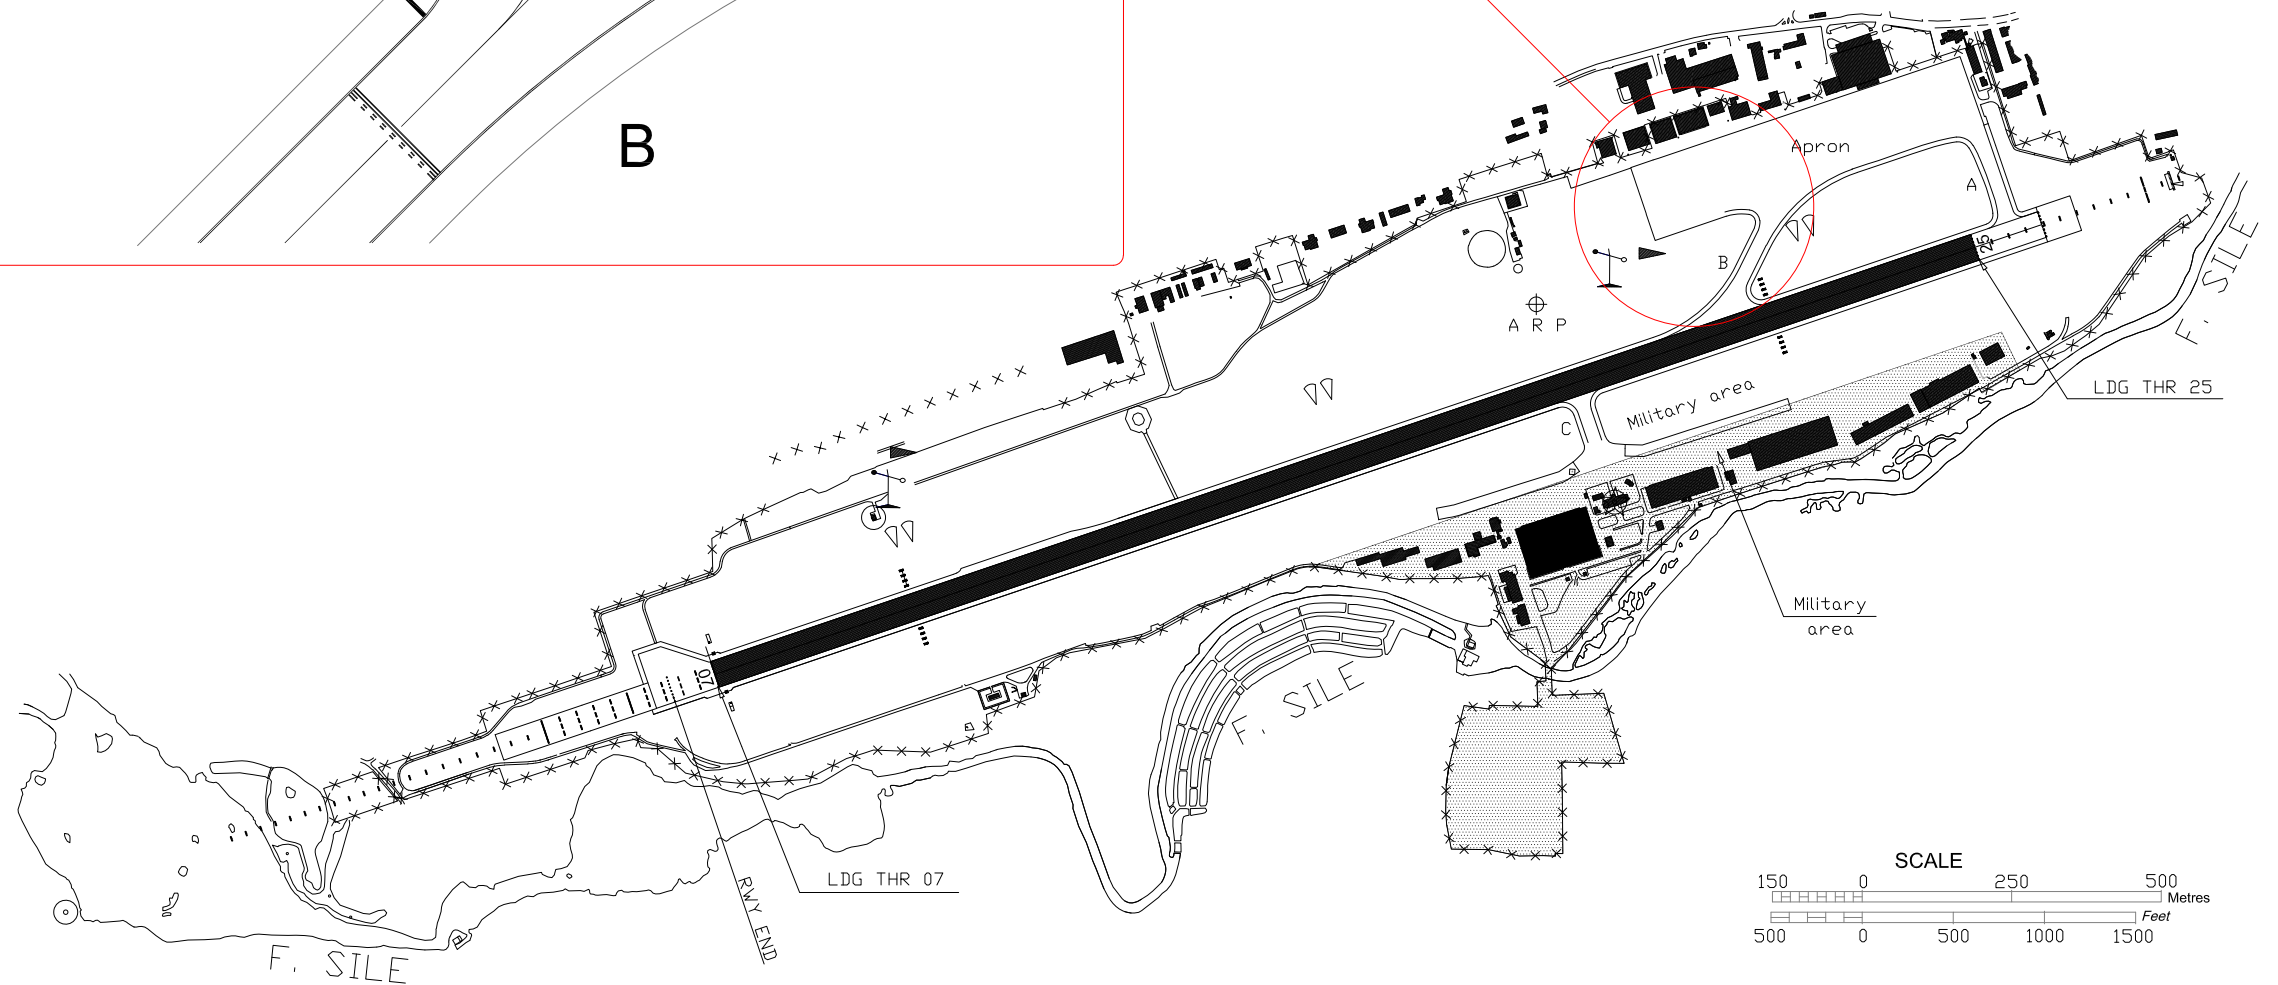 B
Apron
A
25
F. SILE
B
A R P
LDG THR 25
Military area
C
Military
area
07
F. SILE
LDG THR 07
RWY END
F. SILE
SCALE
150 0 250 500
Metres
Feet
500 0 500 1000 1500